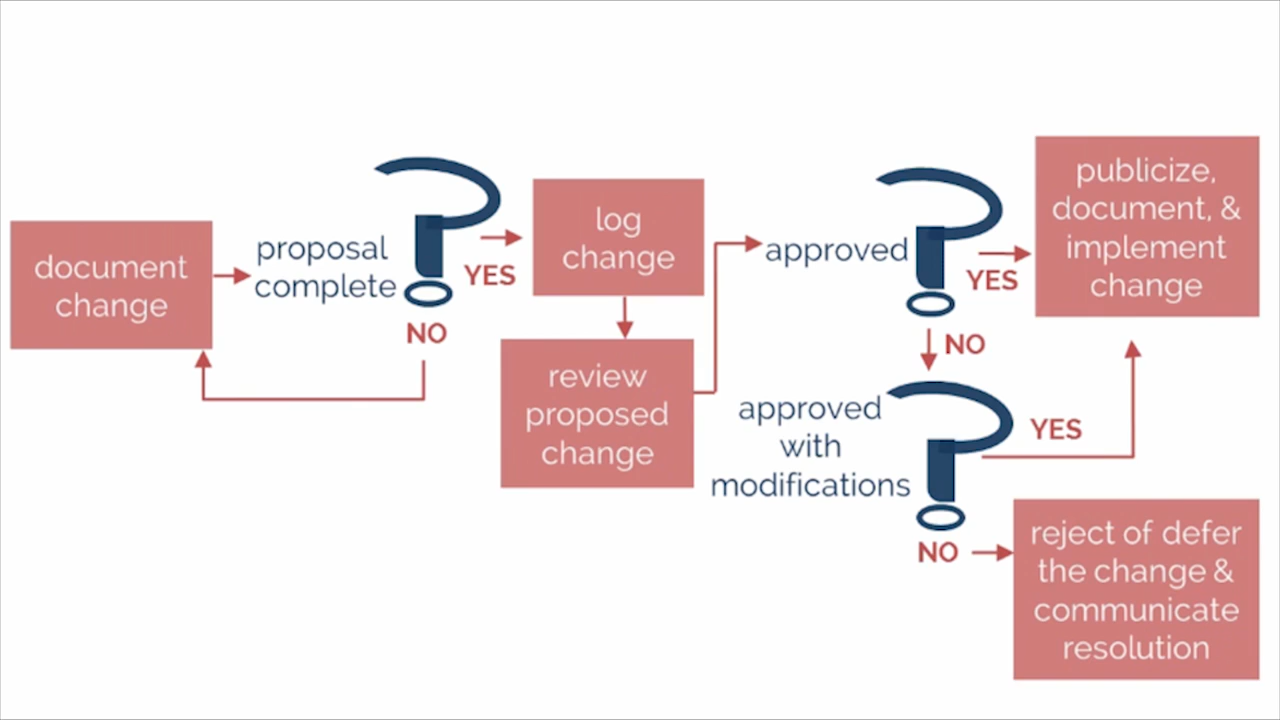 document
change
proposal
complete
YES
NO
log
change
review
proposed
change
approved
YES
NO
publicize,
document, &
implement
change
approved
with
modifications
YES
NO
reject of defer
the change &
communicate
resolution